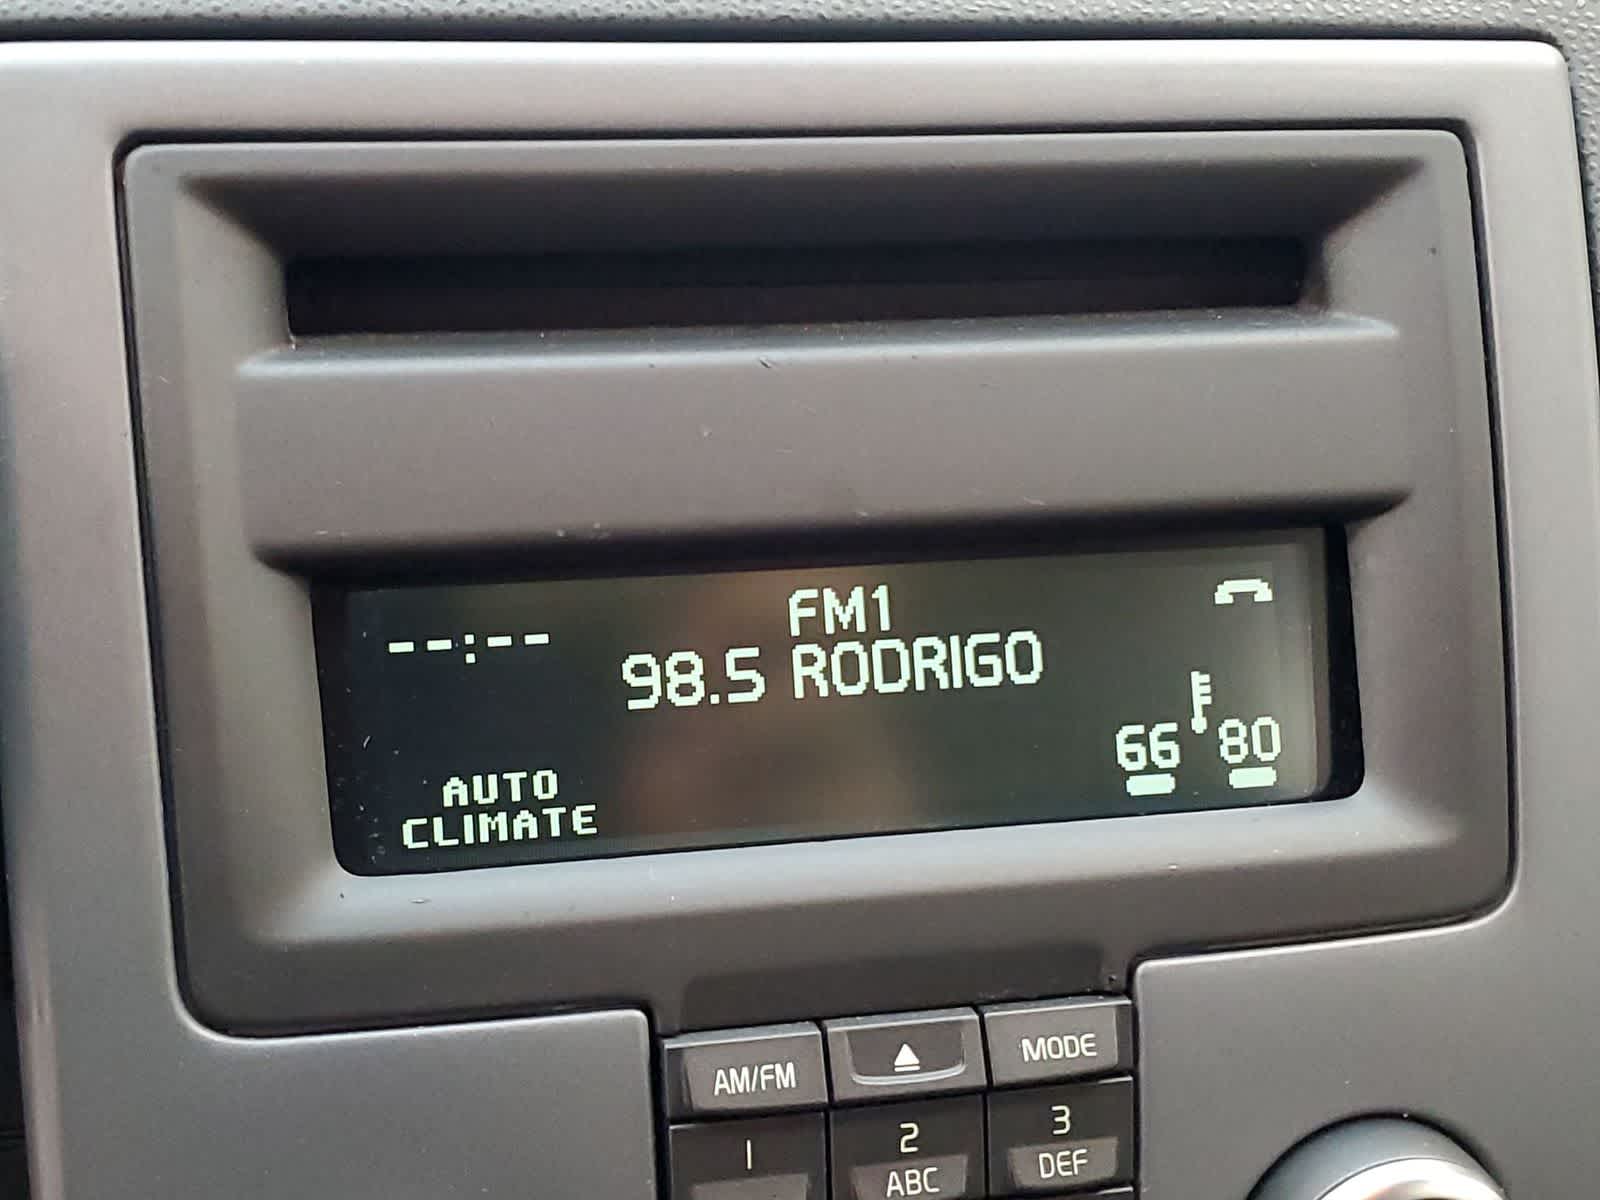 FM1
--:--
98.5 RODRIGO
66 80
AUTO
CLIMATE
AM/FM
MODE
1
2
ABC
3
DEF